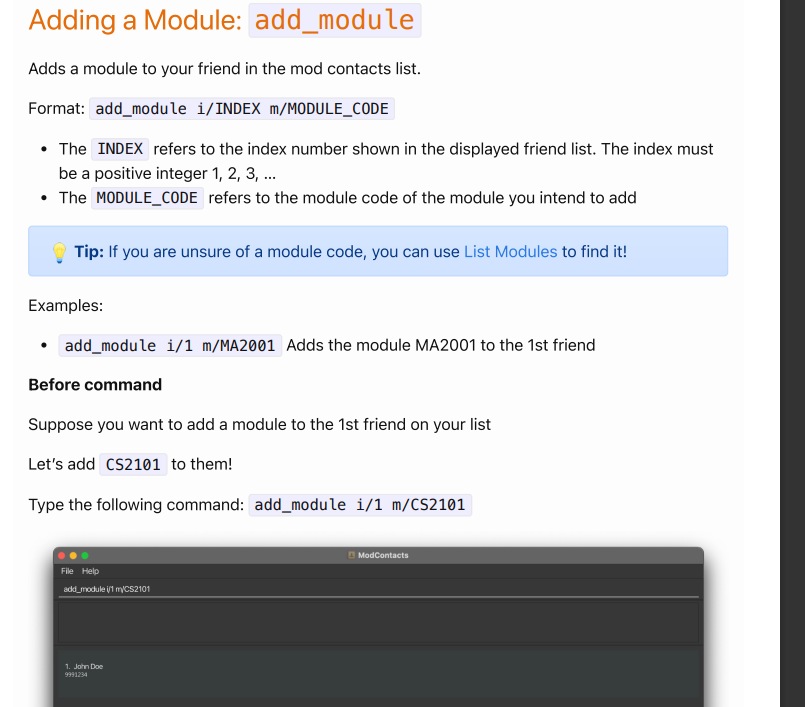 Adding a Module: add_module
Adds a module to your friend in the mod contacts list.
Format: add_module i/INDEX m/MODULE_CODE
• The INDEX refers to the index number shown in the displayed friend list. The index must
be a positive integer 1, 2, 3, ...
• The MODULE_CODE refers to the module code of the module you intend to add
💡 Tip: If you are unsure of a module code, you can use List Modules to find it!
Examples:
• add_module i/1 m/MA2001 Adds the module MA2001 to the 1st friend
Before command
Suppose you want to add a module to the 1st friend on your list
Let’s add CS2101 to them!
Type the following command: add_module i/1 m/CS2101
ModContacts
File Help
add_module i/1 m/CS2101
1. John Doe
9991234